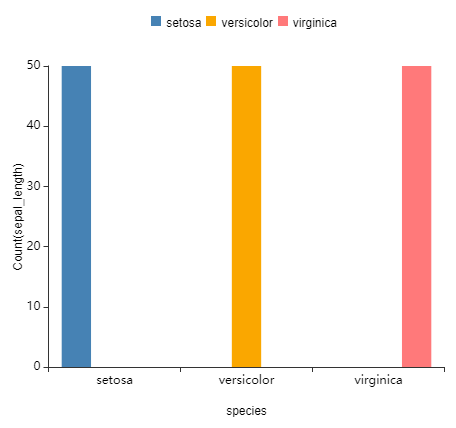 setosa versicolor virginica
50
40
30
20
10
0
Count(sepal_length)
setosa versicolor virginica
species